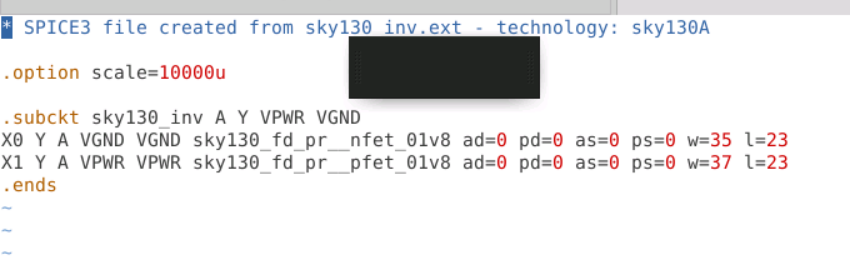 * SPICE3 file created from sky130_inv.ext - technology: sky130A
.option scale=10000u
.subckt sky130_inv A Y VPWR VGND
X0 Y A VGND VGND sky130_fd_pr__nfet_01v8 ad=0 pd=0 as=0 ps=0 w=35 l=23
X1 Y A VPWR VPWR sky130_fd_pr__pfet_01v8 ad=0 pd=0 as=0 ps=0 w=37 l=23
.ends
~
~
~